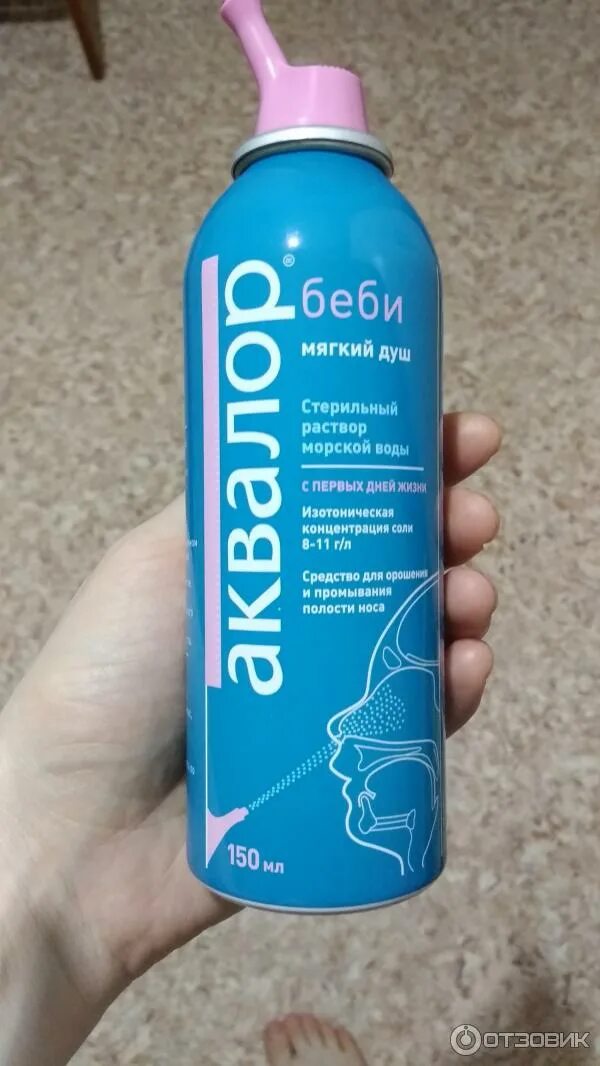 аквалор
беби
мягкий душ
Стерильный
раствор
морской воды
С ПЕРВЫХ ДНЕЙ ЖИЗНИ
Изотоническая
концентрация соли
8-11 г/л
Средство для орошения
и промывания
полости носа
150 мл
ОТЗОВИК